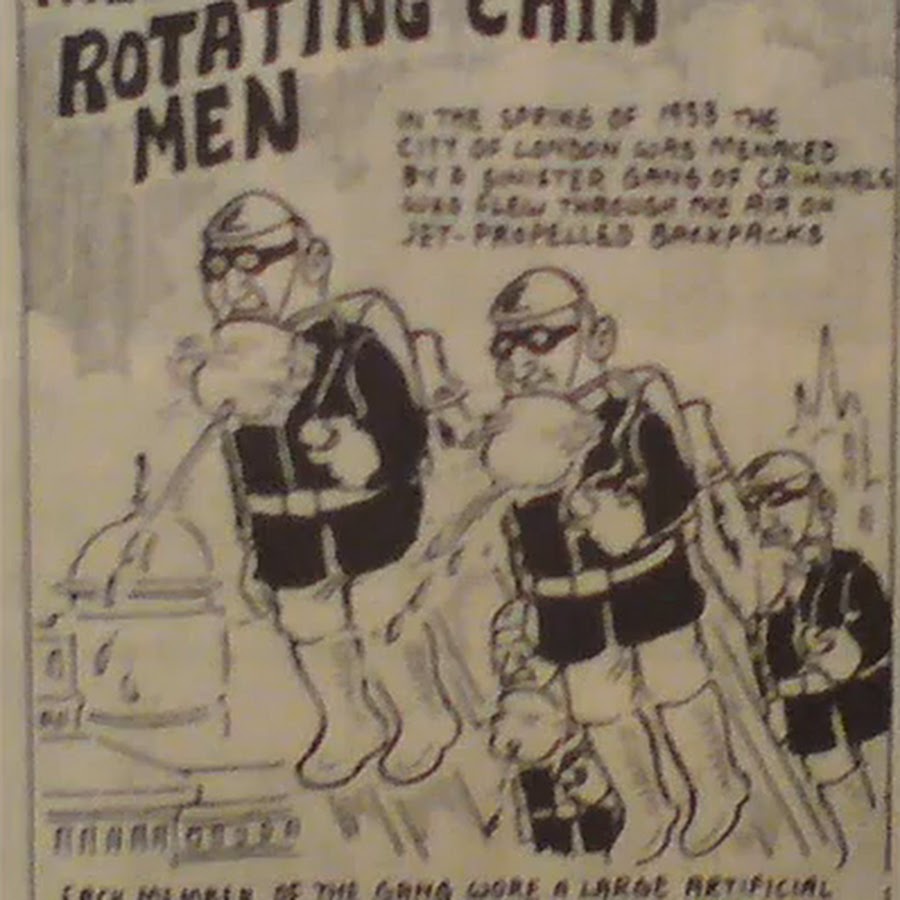 ROTATING CHIN
MEN
IN THE SPRING OF 1938 THE
CITY OF LONDON WAS MENACED
BY A SINISTER GANG OF CRIMINALS
WHO FLEW THROUGH THE AIR ON
JET-PROPELLED BACKPACKS
EACH MEMBER OF THE GANG WORE A LARGE ARTIFICIAL